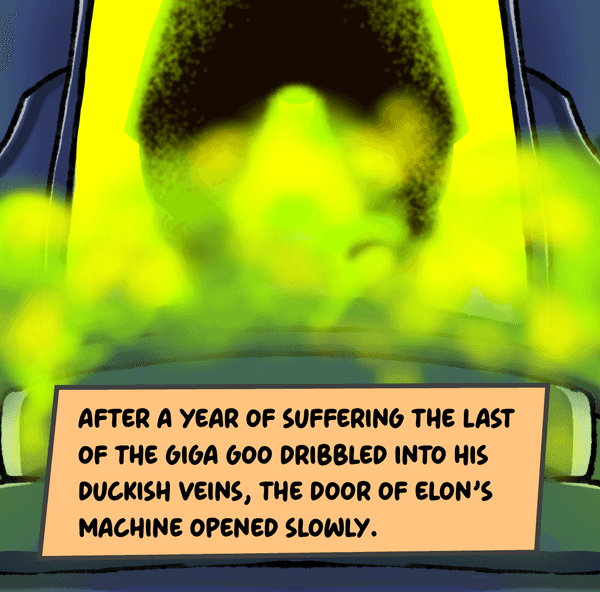 AFTER A YEAR OF SUFFERING THE LAST
OF THE GIGA GOO DRIBBLED INTO HIS
DUCKISH VEINS, THE DOOR OF ELON'S
MACHINE OPENED SLOWLY.